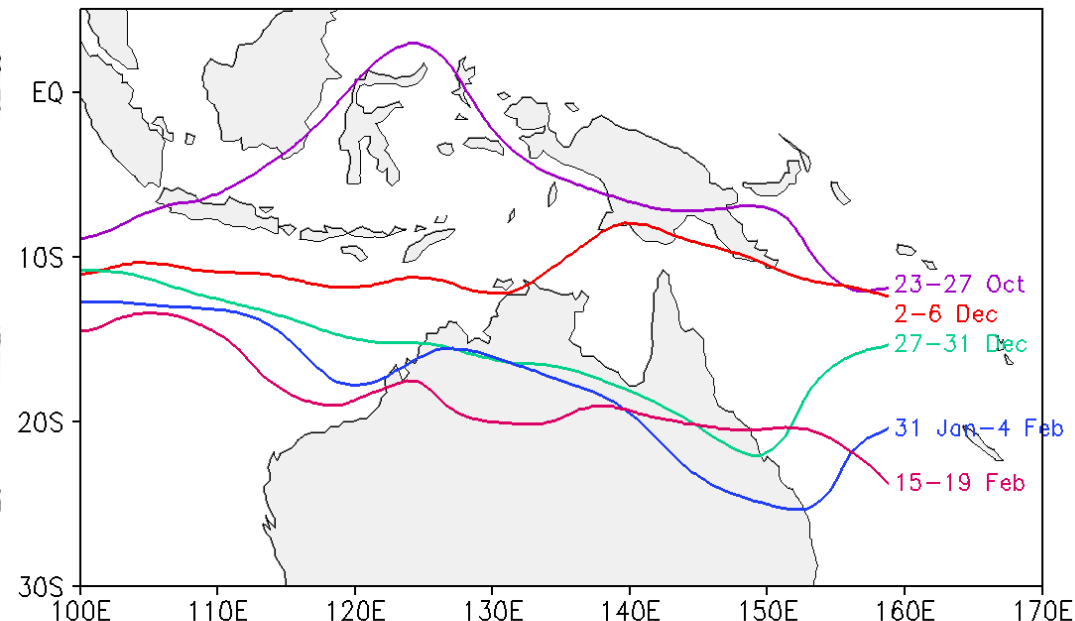 EQ
10S
20S
30S
23-27 Oct
2-6 Dec
27-31 Dec
31 Jan-4 Feb
15-19 Feb
100E 110E 120E 130E 140E 150E 160E 170E